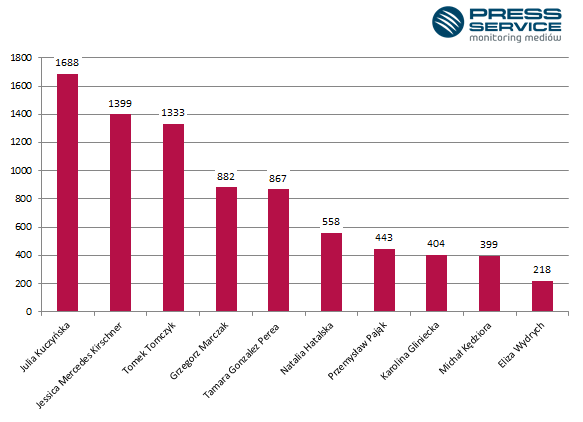 PRESS
SERVICE
monitoring mediów
1800
1600
1400
1200
1000
800
600
400
200
0
1688
1399
1333
882
867
558
443
404
399
218
Julia Kuczyńska
Jessica Mercedes Kirschner
Tomek Tomczyk
Grzegorz Marczak
Tamara Gonzalez Perea
Natalia Hatalska
Przemysław Pająk
Karolina Gliniecka
Michał Kędziora
Eliza Wydrych